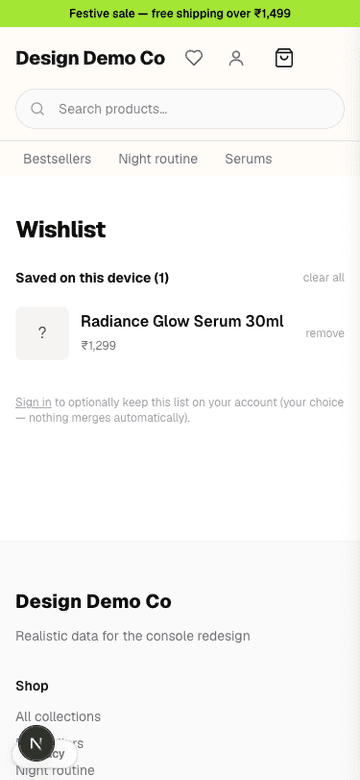 Festive sale — free shipping over ₹1,499
Design Demo Co
Search products...
Bestsellers Night routine Serums
Wishlist
Saved on this device (1) clear all
?
Radiance Glow Serum 30ml
₹1,299
remove
Sign in to optionally keep this list on your account (your choice
— nothing merges automatically).
Design Demo Co
Realistic data for the console redesign
Shop
All collections
N
Night routine